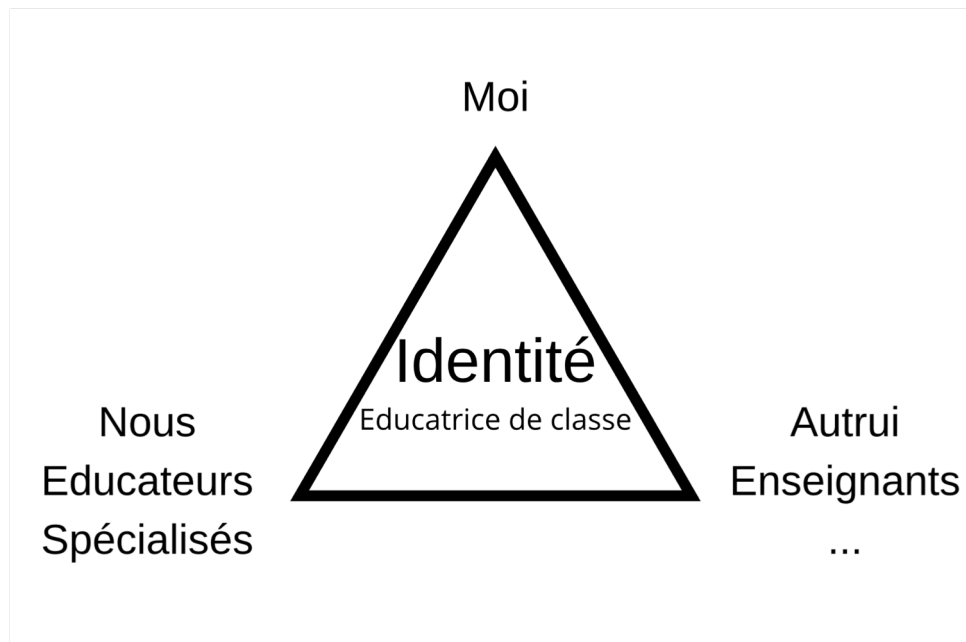 Moi
Identité
Educatrice de classe
Nous
Educateurs
Spécialisés
Autrui
Enseignants
...